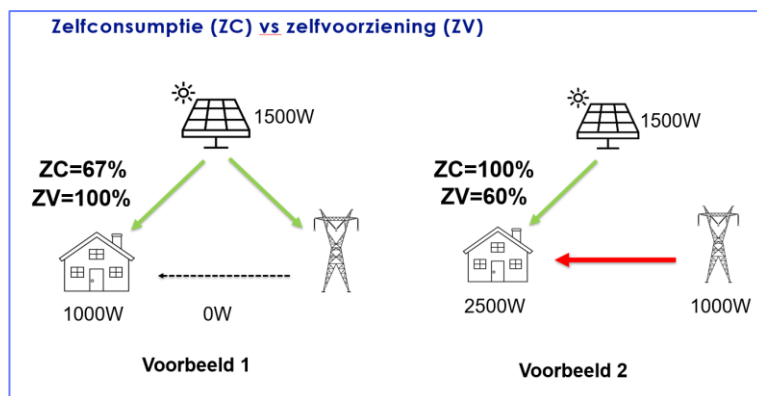 Zelfconsumptie (ZC) vs zelfvoorziening (ZV)
1500W
ZC=67%
ZV=100%
1000W
0W
Voorbeeld 1
1500W
ZC=100%
ZV=60%
2500W
1000W
Voorbeeld 2